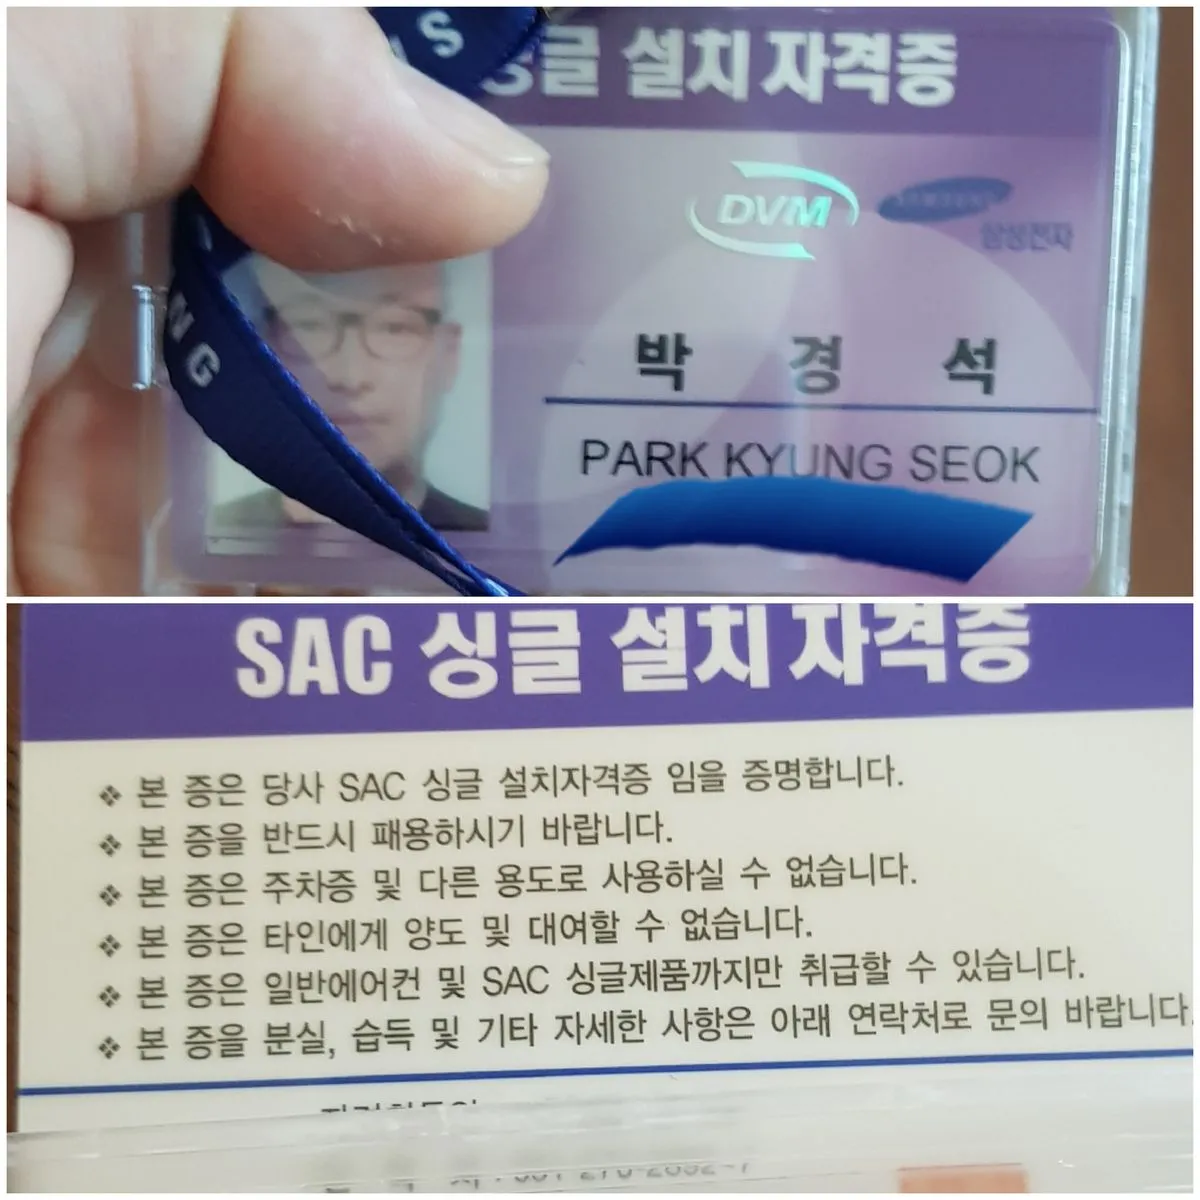 A S
싱글 설치 자격증
DVM
SAMSUNG
삼성전자
NG
박 경 석
PARK KYUNG SEOK
SAC 싱글 설치 자격증
❖ 본 증은 당사 SAC 싱글 설치자격증 임을 증명합니다.
❖ 본 증을 반드시 패용하시기 바랍니다.
❖ 본 증은 주차증 및 다른 용도로 사용하실 수 없습니다.
❖ 본 증은 타인에게 양도 및 대여할 수 없습니다.
❖ 본 증은 일반에어컨 및 SAC 싱글제품까지만 취급할 수 있습니다.
❖ 본 증을 분실, 습득 및 기타 자세한 사항은 아래 연락처로 문의 바랍니다.